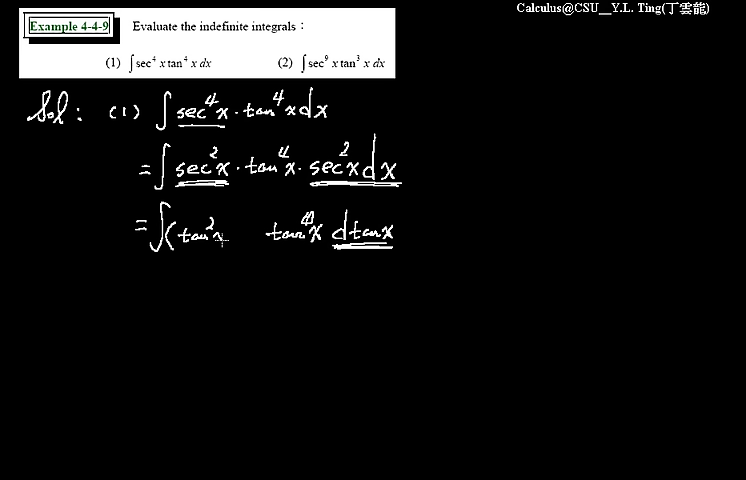 Calculus@CSU__Y.L. Ting(丁雲龍)
Example 4-4-9 Evaluate the indefinite integrals：
(1) ∫sec⁴ x tan⁴ x dx (2) ∫sec⁹ x tan³ x dx
Sol: (1) ∫ sec⁴x · tan⁴x dx
= ∫ sec²x · tan⁴x · sec²x dx
= ∫ (tan²x tan⁴x dtanx